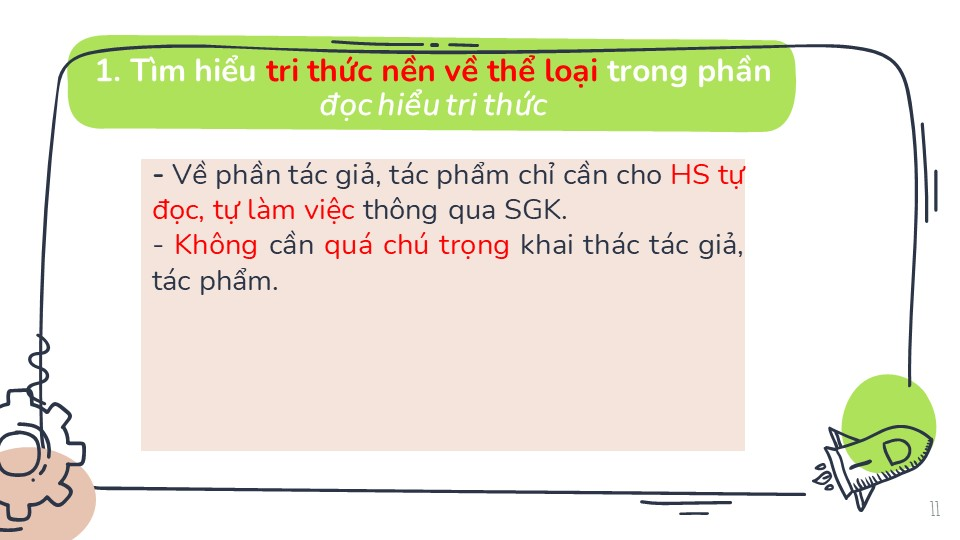 1. Tìm hiểu tri thức nền về thể loại trong phần
đọc hiểu tri thức
- Về phần tác giả, tác phẩm chỉ cần cho HS tự
đọc, tự làm việc thông qua SGK.
- Không cần quá chú trọng khai thác tác giả,
tác phẩm.
11